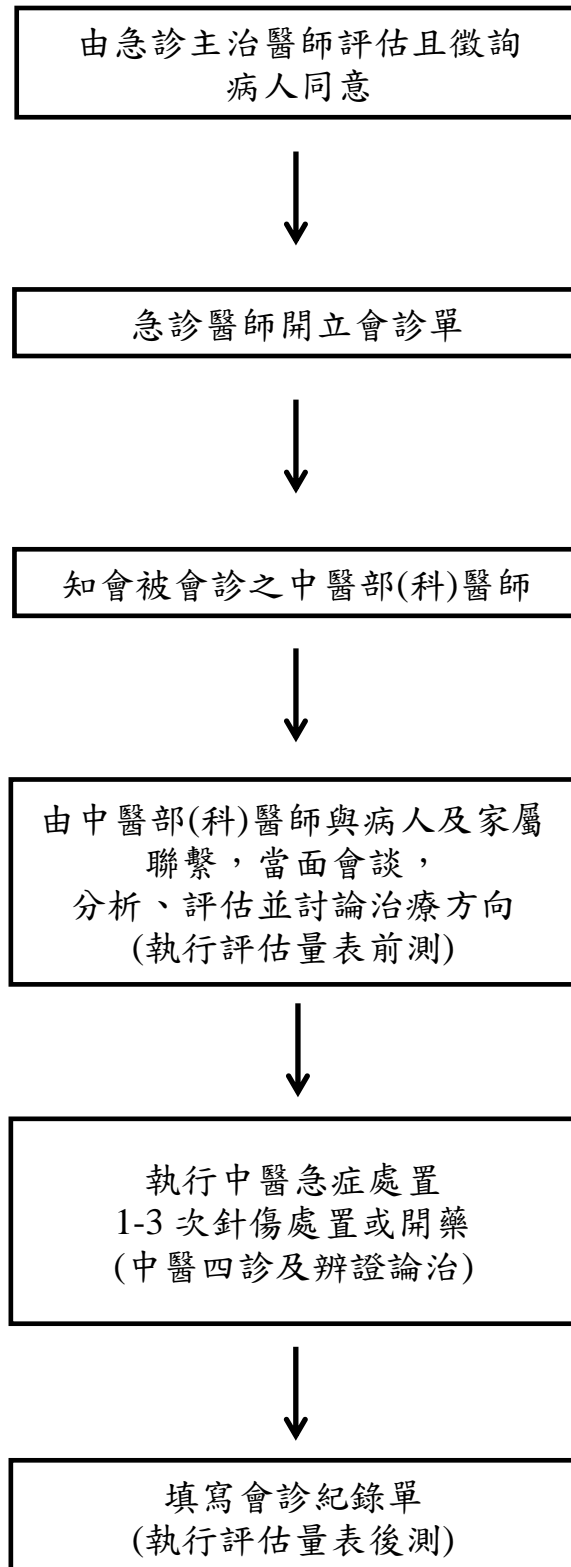 由急診主治醫師評估且徵詢
病人同意
急診醫師開立會診單
知會被會診之中醫部(科)醫師
由中醫部(科)醫師與病人及家屬
聯繫，當面會談，
分析、評估並討論治療方向
(執行評估量表前測)
執行中醫急症處置
1-3 次針傷處置或開藥
(中醫四診及辨證論治)
填寫會診紀錄單
(執行評估量表後測)